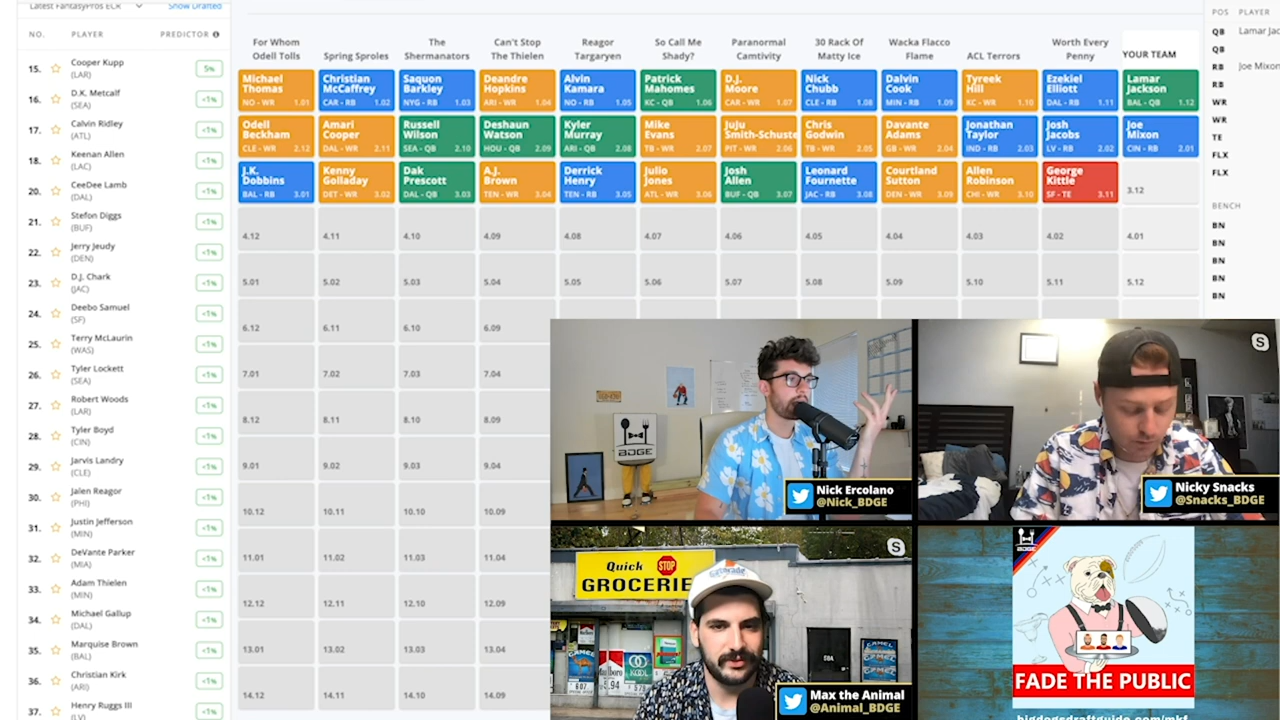 Latest FantasyPros ECR Show Drafted
NO. PLAYER PREDICTOR
15. Cooper Kupp (LAR) 5%
16. D.K. Metcalf (SEA) <1%
17. Calvin Ridley (ATL) <1%
18. Keenan Allen (LAC) <1%
20. CeeDee Lamb (DAL) <1%
21. Stefon Diggs (BUF) <1%
22. Jerry Jeudy (DEN) <1%
23. D.J. Chark (JAC) <1%
24. Deebo Samuel (SF) <1%
25. Terry McLaurin (WAS) <1%
26. Tyler Lockett (SEA) <1%
27. Robert Woods (LAR) <1%
28. Tyler Boyd (CIN) <1%
29. Jarvis Landry (CLE) <1%
30. Jalen Reagor (PHI) <1%
31. Justin Jefferson (MIN) <1%
32. DeVante Parker (MIA) <1%
33. Adam Thielen (MIN) <1%
34. Michael Gallup (DAL) <1%
35. Marquise Brown (BAL) <1%
36. Christian Kirk (ARI) <1%
37. Henry Ruggs III (LV) <1%
For Whom Odell Tolls
Spring Sproles
The Shermanators
Can't Stop The Thielen
Reagor Targaryen
So Call Me Shady?
Paranormal Camtivity
30 Rack Of Matty Ice
Wacka Flacco Flame
ACL Terrors
Worth Every Penny
YOUR TEAM
Michael Thomas NO - WR 1.01
Christian McCaffrey CAR - RB 1.02
Saquon Barkley NYG - RB 1.03
Deandre Hopkins ARI - WR 1.04
Alvin Kamara NO - RB 1.05
Patrick Mahomes KC - QB 1.06
D.J. Moore CAR - WR 1.07
Nick Chubb CLE - RB 1.08
Dalvin Cook MIN - RB 1.09
Tyreek Hill KC - WR 1.10
Ezekiel Elliott DAL - RB 1.11
Lamar Jackson BAL - QB 1.12
Odell Beckham CLE - WR 2.12
Amari Cooper DAL - WR 2.11
Russell Wilson SEA - QB 2.10
Deshaun Watson HOU - QB 2.09
Kyler Murray ARI - QB 2.08
Mike Evans TB - WR 2.07
Juju Smith-Schuste PIT - WR 2.06
Chris Godwin TB - WR 2.05
Davante Adams GB - WR 2.04
Jonathan Taylor IND - RB 2.03
Josh Jacobs LV - RB 2.02
Joe Mixon CIN - RB 2.01
J.K. Dobbins BAL - RB 3.01
Kenny Golladay DET - WR 3.02
Dak Prescott DAL - QB 3.03
A.J. Brown TEN - WR 3.04
Derrick Henry TEN - RB 3.05
Julio Jones ATL - WR 3.06
Josh Allen BUF - QB 3.07
Leonard Fournette JAC - RB 3.08
Courtland Sutton DEN - WR 3.09
Allen Robinson CHI - WR 3.10
George Kittle SF - TE 3.11
3.12
4.12 4.11 4.10 4.09 4.08 4.07 4.06 4.05 4.04 4.03 4.02 4.01
5.01 5.02 5.03 5.04 5.05 5.06 5.07 5.08 5.09 5.10 5.11 5.12
6.12 6.11 6.10 6.09
7.01 7.02 7.03 7.04
8.12 8.11 8.10 8.09
9.01 9.02 9.03 9.04
10.12 10.11 10.10 10.09
11.01 11.02 11.03 11.04
12.12 12.11 12.10 12.09
13.01 13.02 13.03 13.04
14.12 14.11 14.10 14.09
POS PLAYER
QB Lamar Jac
QB
RB Joe Mixon
RB
WR
WR
TE
FLX
FLX
BENCH
BN
BN
BN
BN
BN
BDGE
Nick Ercolano
@Nick_BDGE
Nicky Snacks
@Snacks_BDGE
Quick STOP
GROCERIE
CAMEL
Marlboro
CAMEL
Max the Animal
@Animal_BDGE
BDGE
FADE THE PUBLIC
bigdogsdraftguide.com/mkf